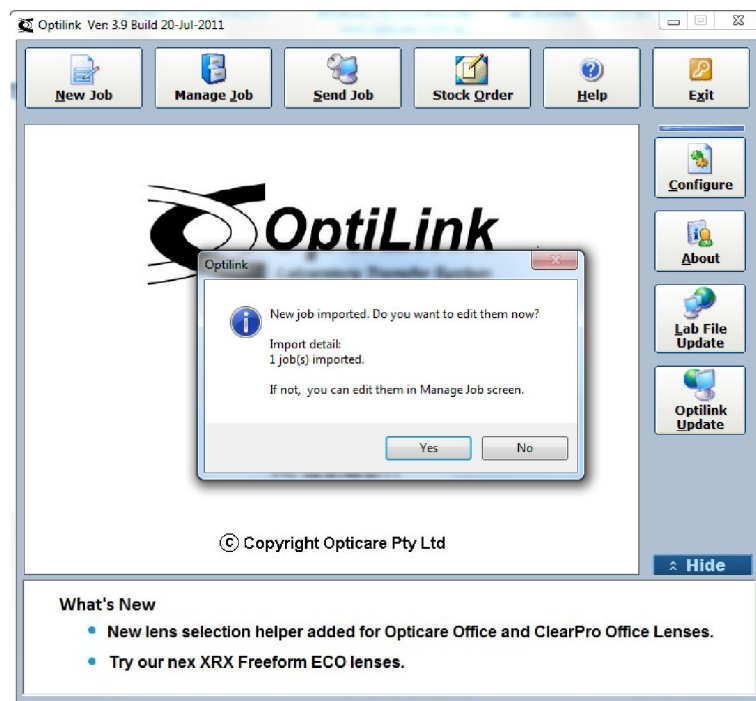 Optilink Ver: 3.9 Build 20-Jul-2011
New Job
Manage Job
Send Job
Stock Order
Help
Exit
Configure
About
Lab File
Update
Optilink
Update
OptiLink
Optilink
New job imported. Do you want to edit them now?
Import detail:
1 job(s) imported.
If not, you can edit them in Manage Job screen.
Yes
No
© Copyright Opticare Pty Ltd
Hide
What's New
New lens selection helper added for Opticare Office and ClearPro Office Lenses.
Try our nex XRX Freeform ECO lenses.